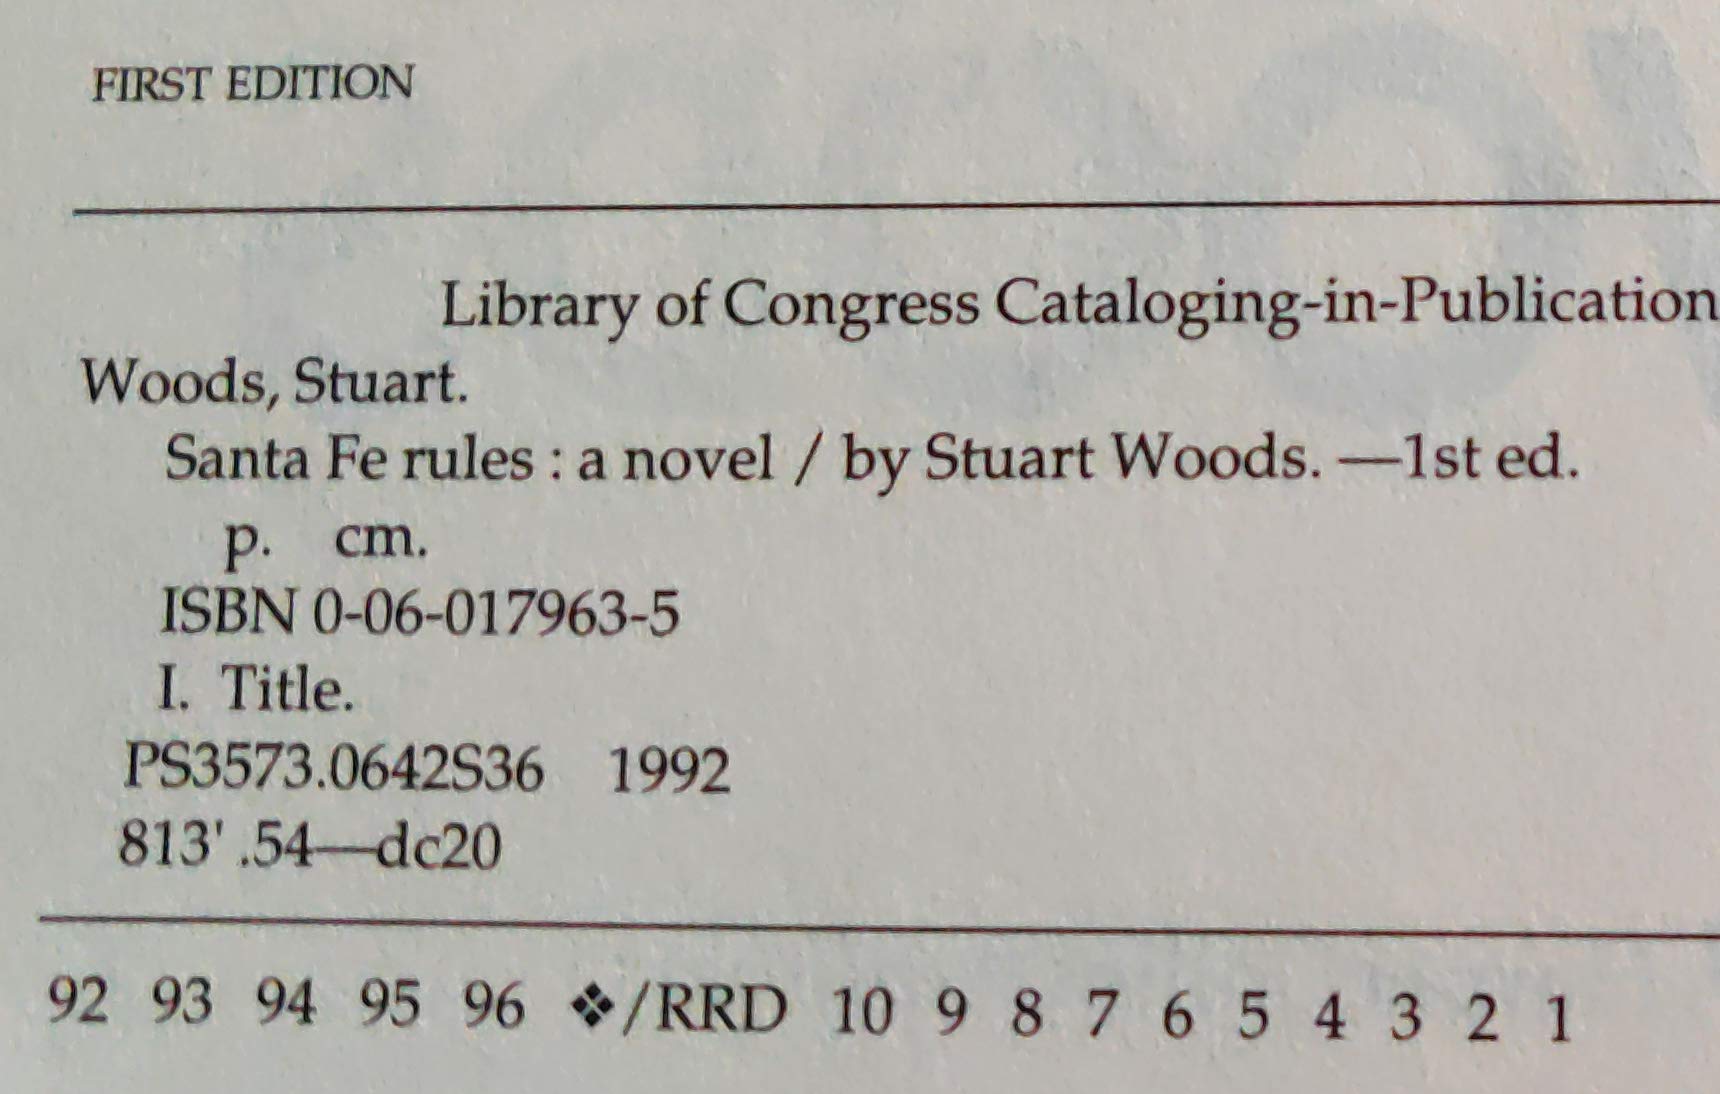 FIRST EDITION
Library of Congress Cataloging-in-Publication
Woods, Stuart.
Santa Fe rules : a novel / by Stuart Woods. —1st ed.
p. cm.
ISBN 0-06-017963-5
I. Title.
PS3573.0642S36 1992
813' .54—dc20
92 93 94 95 96 ❖/RRD 10 9 8 7 6 5 4 3 2 1